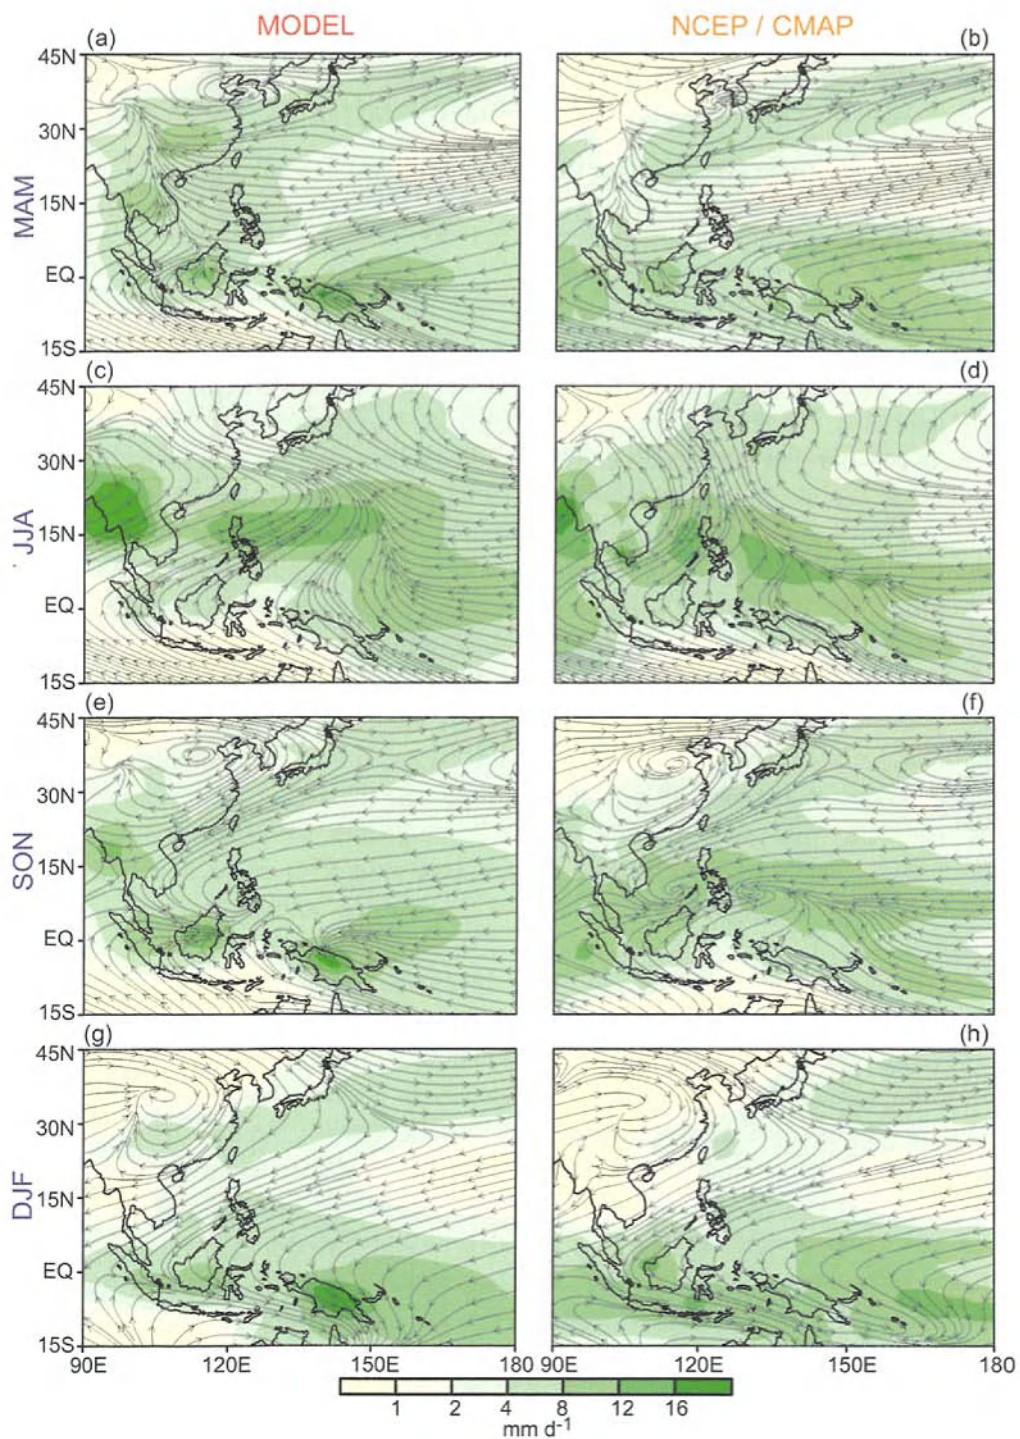 MODEL
NCEP / CMAP
(a)
(b)
45N
30N
15N
EQ
15S
MAM
(c)
(d)
45N
30N
15N
EQ
15S
JJA
(e)
(f)
45N
30N
15N
EQ
15S
SON
(g)
(h)
45N
30N
15N
EQ
15S
DJF
90E 120E 150E 180
90E 120E 150E 180
1 2 4 8 12 16
mm d⁻¹